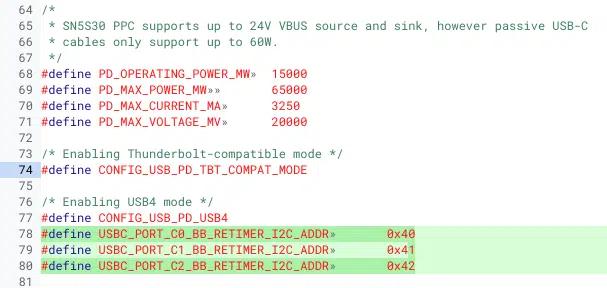 64 /*
65  * SN5S30 PPC supports up to 24V VBUS source and sink, however passive USB-C
66  * cables only support up to 60W.
67  */
68 #define PD_OPERATING_POWER_MW» 15000
69 #define PD_MAX_POWER_MW»» 65000
70 #define PD_MAX_CURRENT_MA» 3250
71 #define PD_MAX_VOLTAGE_MV» 20000
72
73 /* Enabling Thunderbolt-compatible mode */
74 #define CONFIG_USB_PD_TBT_COMPAT_MODE
75
76 /* Enabling USB4 mode */
77 #define CONFIG_USB_PD_USB4
78 #define USBC_PORT_C0_BB_RETIMER_I2C_ADDR» 0x40
79 #define USBC_PORT_C1_BB_RETIMER_I2C_ADDR» 0x41
80 #define USBC_PORT_C2_BB_RETIMER_I2C_ADDR» 0x42
81